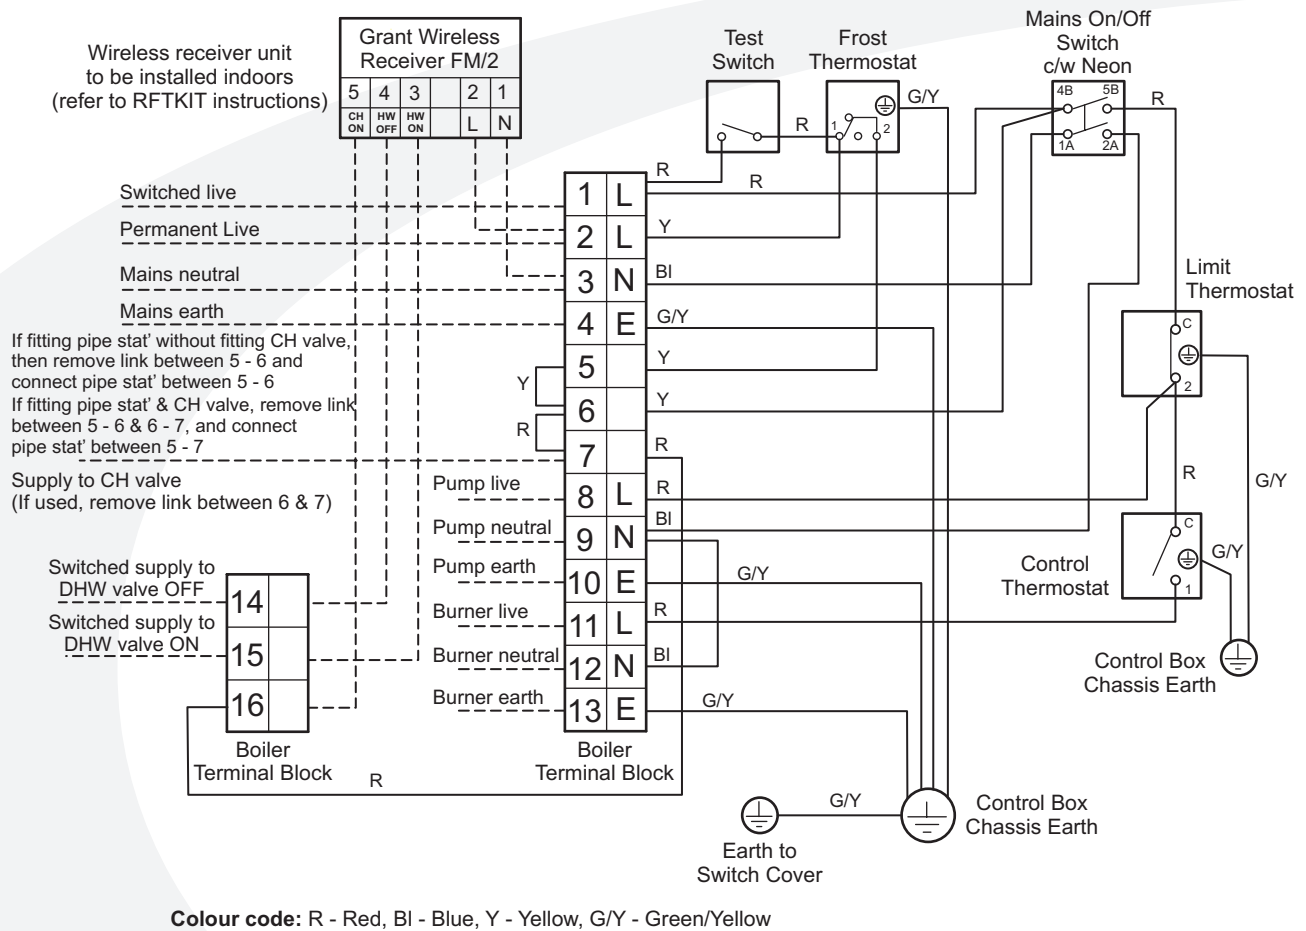 Wireless receiver unit
to be installed indoors
(refer to RFTKIT instructions)
Grant Wireless
Receiver FM/2
5 4 3 2 1
CH ON
HW OFF
HW ON
L N
Test
Switch
Frost
Thermostat
Mains On/Off
Switch
c/w Neon
4B 5B
1A 2A
R
R
1 2
G/Y
Switched live
Permanent Live
Mains neutral
Mains earth
If fitting pipe stat' without fitting CH valve,
then remove link between 5 - 6 and
connect pipe stat' between 5 - 6
If fitting pipe stat' & CH valve, remove link
between 5 - 6 & 6 - 7, and connect
pipe stat' between 5 - 7
Supply to CH valve
(If used, remove link between 6 & 7)
Y
R
1 L
2 L
3 N
4 E
5
6
7
8 L
9 N
10 E
11 L
12 N
13 E
R
R
Y
Bl
G/Y
Y
Y
R
R
Bl
G/Y
R
Bl
G/Y
Pump live
Pump neutral
Pump earth
Burner live
Burner neutral
Burner earth
Boiler
Terminal Block
Switched supply to
DHW valve OFF
Switched supply to
DHW valve ON
14
15
16
Boiler
Terminal Block
R
Limit
Thermostat
C
2
R
G/Y
Control
Thermostat
C
1
G/Y
Control Box
Chassis Earth
G/Y
Earth to
Switch Cover
Control Box
Chassis Earth
Colour code: R - Red, Bl - Blue, Y - Yellow, G/Y - Green/Yellow